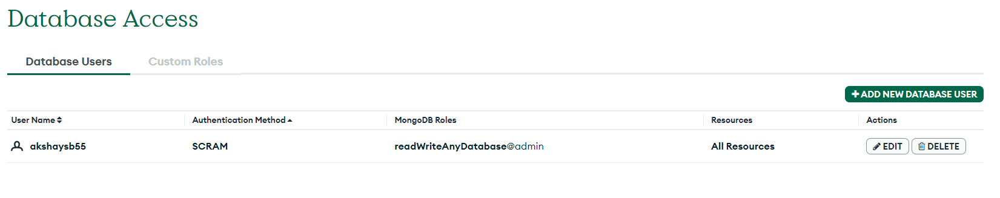 Database Access
Database Users Custom Roles
+ ADD NEW DATABASE USER
User Name Authentication Method MongoDB Roles Resources Actions
akshaysb55 SCRAM readWriteAnyDatabase@admin All Resources EDIT DELETE